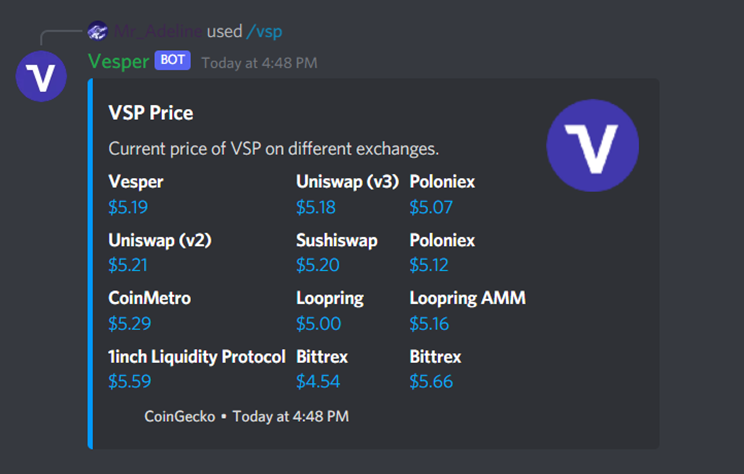 Mr_Adeline used /vsp
Vesper BOT Today at 4:48 PM
VSP Price
Current price of VSP on different exchanges.
Vesper Uniswap (v3) Poloniex
$5.19 $5.18 $5.07
Uniswap (v2) Sushiswap Poloniex
$5.21 $5.20 $5.12
CoinMetro Loopring Loopring AMM
$5.29 $5.00 $5.16
1inch Liquidity Protocol Bittrex Bittrex
$5.59 $4.54 $5.66
CoinGecko • Today at 4:48 PM